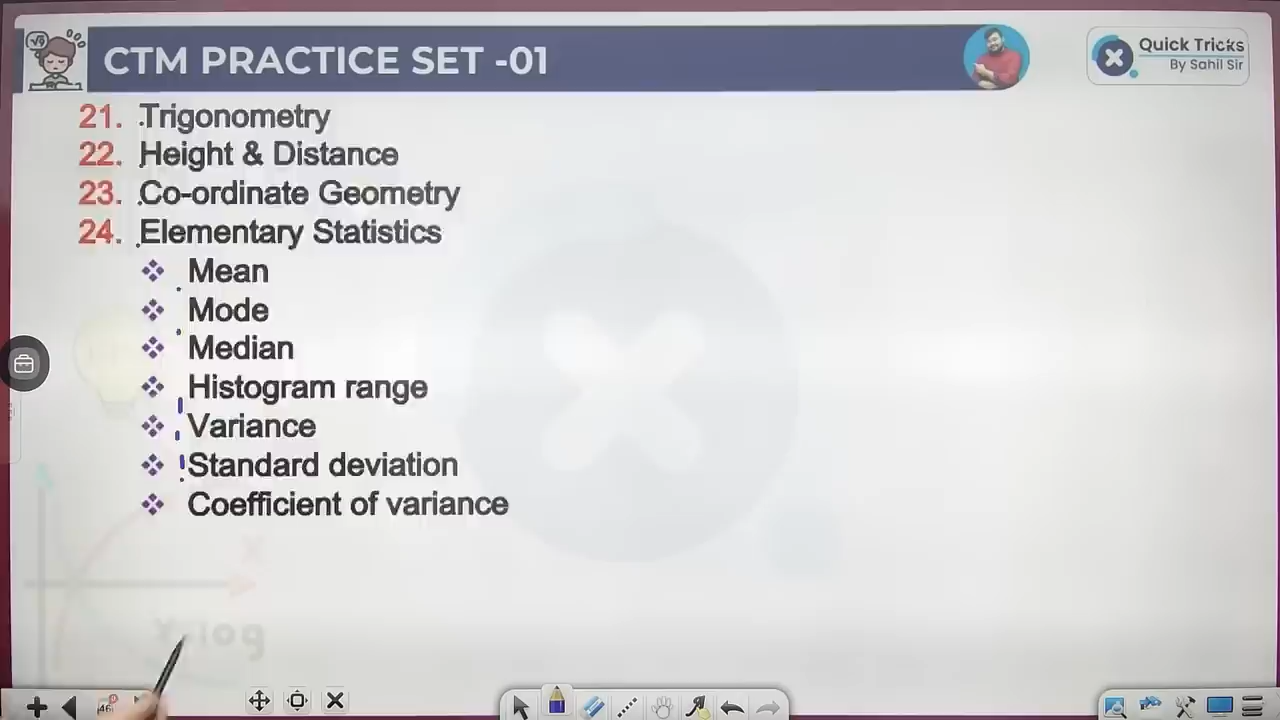 CTM PRACTICE SET -01
Quick Tricks
By Sahil Sir
21. Trigonometry
22. Height & Distance
23. Co-ordinate Geometry
24. Elementary Statistics
Mean
Mode
Median
Histogram range
Variance
Standard deviation
Coefficient of variance